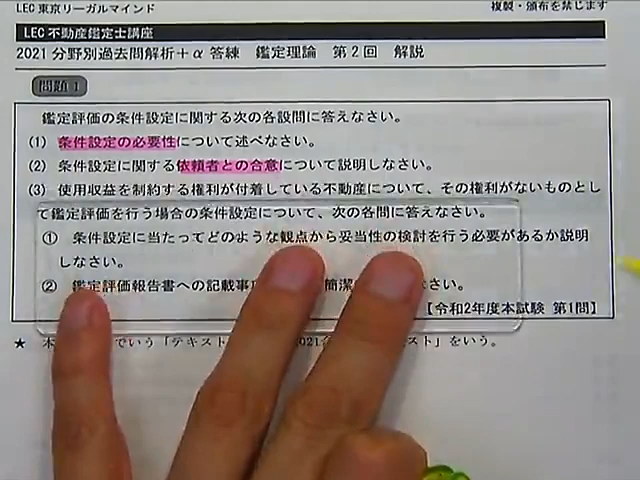 LEC東京リーガルマインド
複製・頒布を禁じます
LEC不動産鑑定士講座
2021分野別過去問解析+α答練 鑑定理論 第2回 解説
問題1
鑑定評価の条件設定に関する次の各設問に答えなさい。
(1) 条件設定の必要性について述べなさい。
(2) 条件設定に関する依頼者との合意について説明しなさい。
(3) 使用収益を制約する権利が付着している不動産について、その権利がないものとし
て鑑定評価を行う場合の条件設定について、次の各問に答えなさい。
① 条件設定に当たってどのような観点から妥当性の検討を行う必要があるか説明
しなさい。
② 鑑定評価報告書への記載事 簡潔 なさい。
【令和2年度本試験 第1問】
★ 本 でいう「テキスト 2021 スト」をいう。